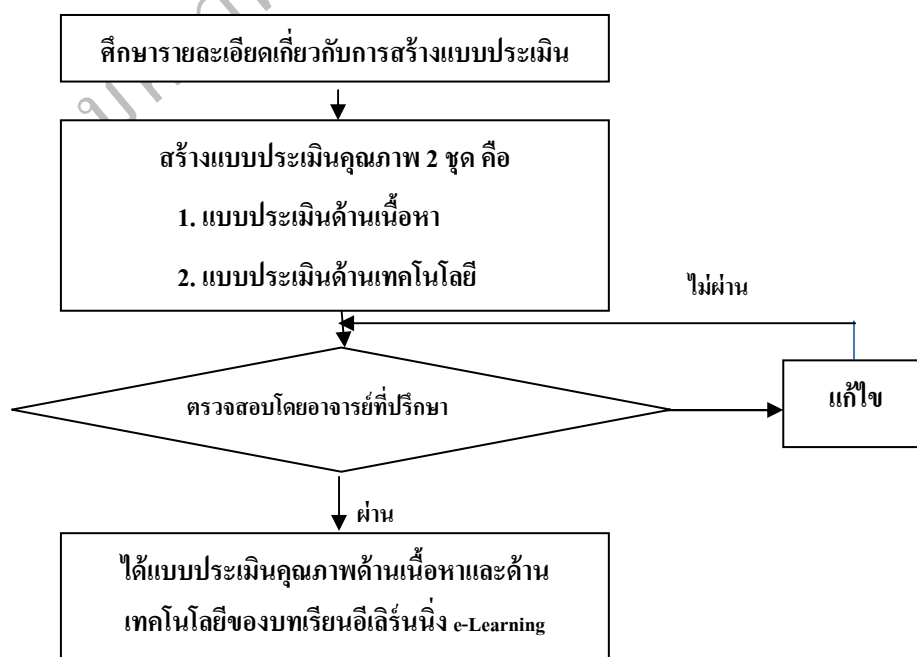 ศึกษารายละเอียดเกี่ยวกับการสร้างแบบประเมิน
สร้างแบบประเมินคุณภาพ 2 ชุด คือ
1. แบบประเมินด้านเนื้อหา
2. แบบประเมินด้านเทคโนโลยี
ไม่ผ่าน
ตรวจสอบโดยอาจารย์ที่ปรึกษา
แก้ไข
ผ่าน
ได้แบบประเมินคุณภาพด้านเนื้อหาและด้าน
เทคโนโลยีของบทเรียนอีเลิร์นนิ่ง e-Learning